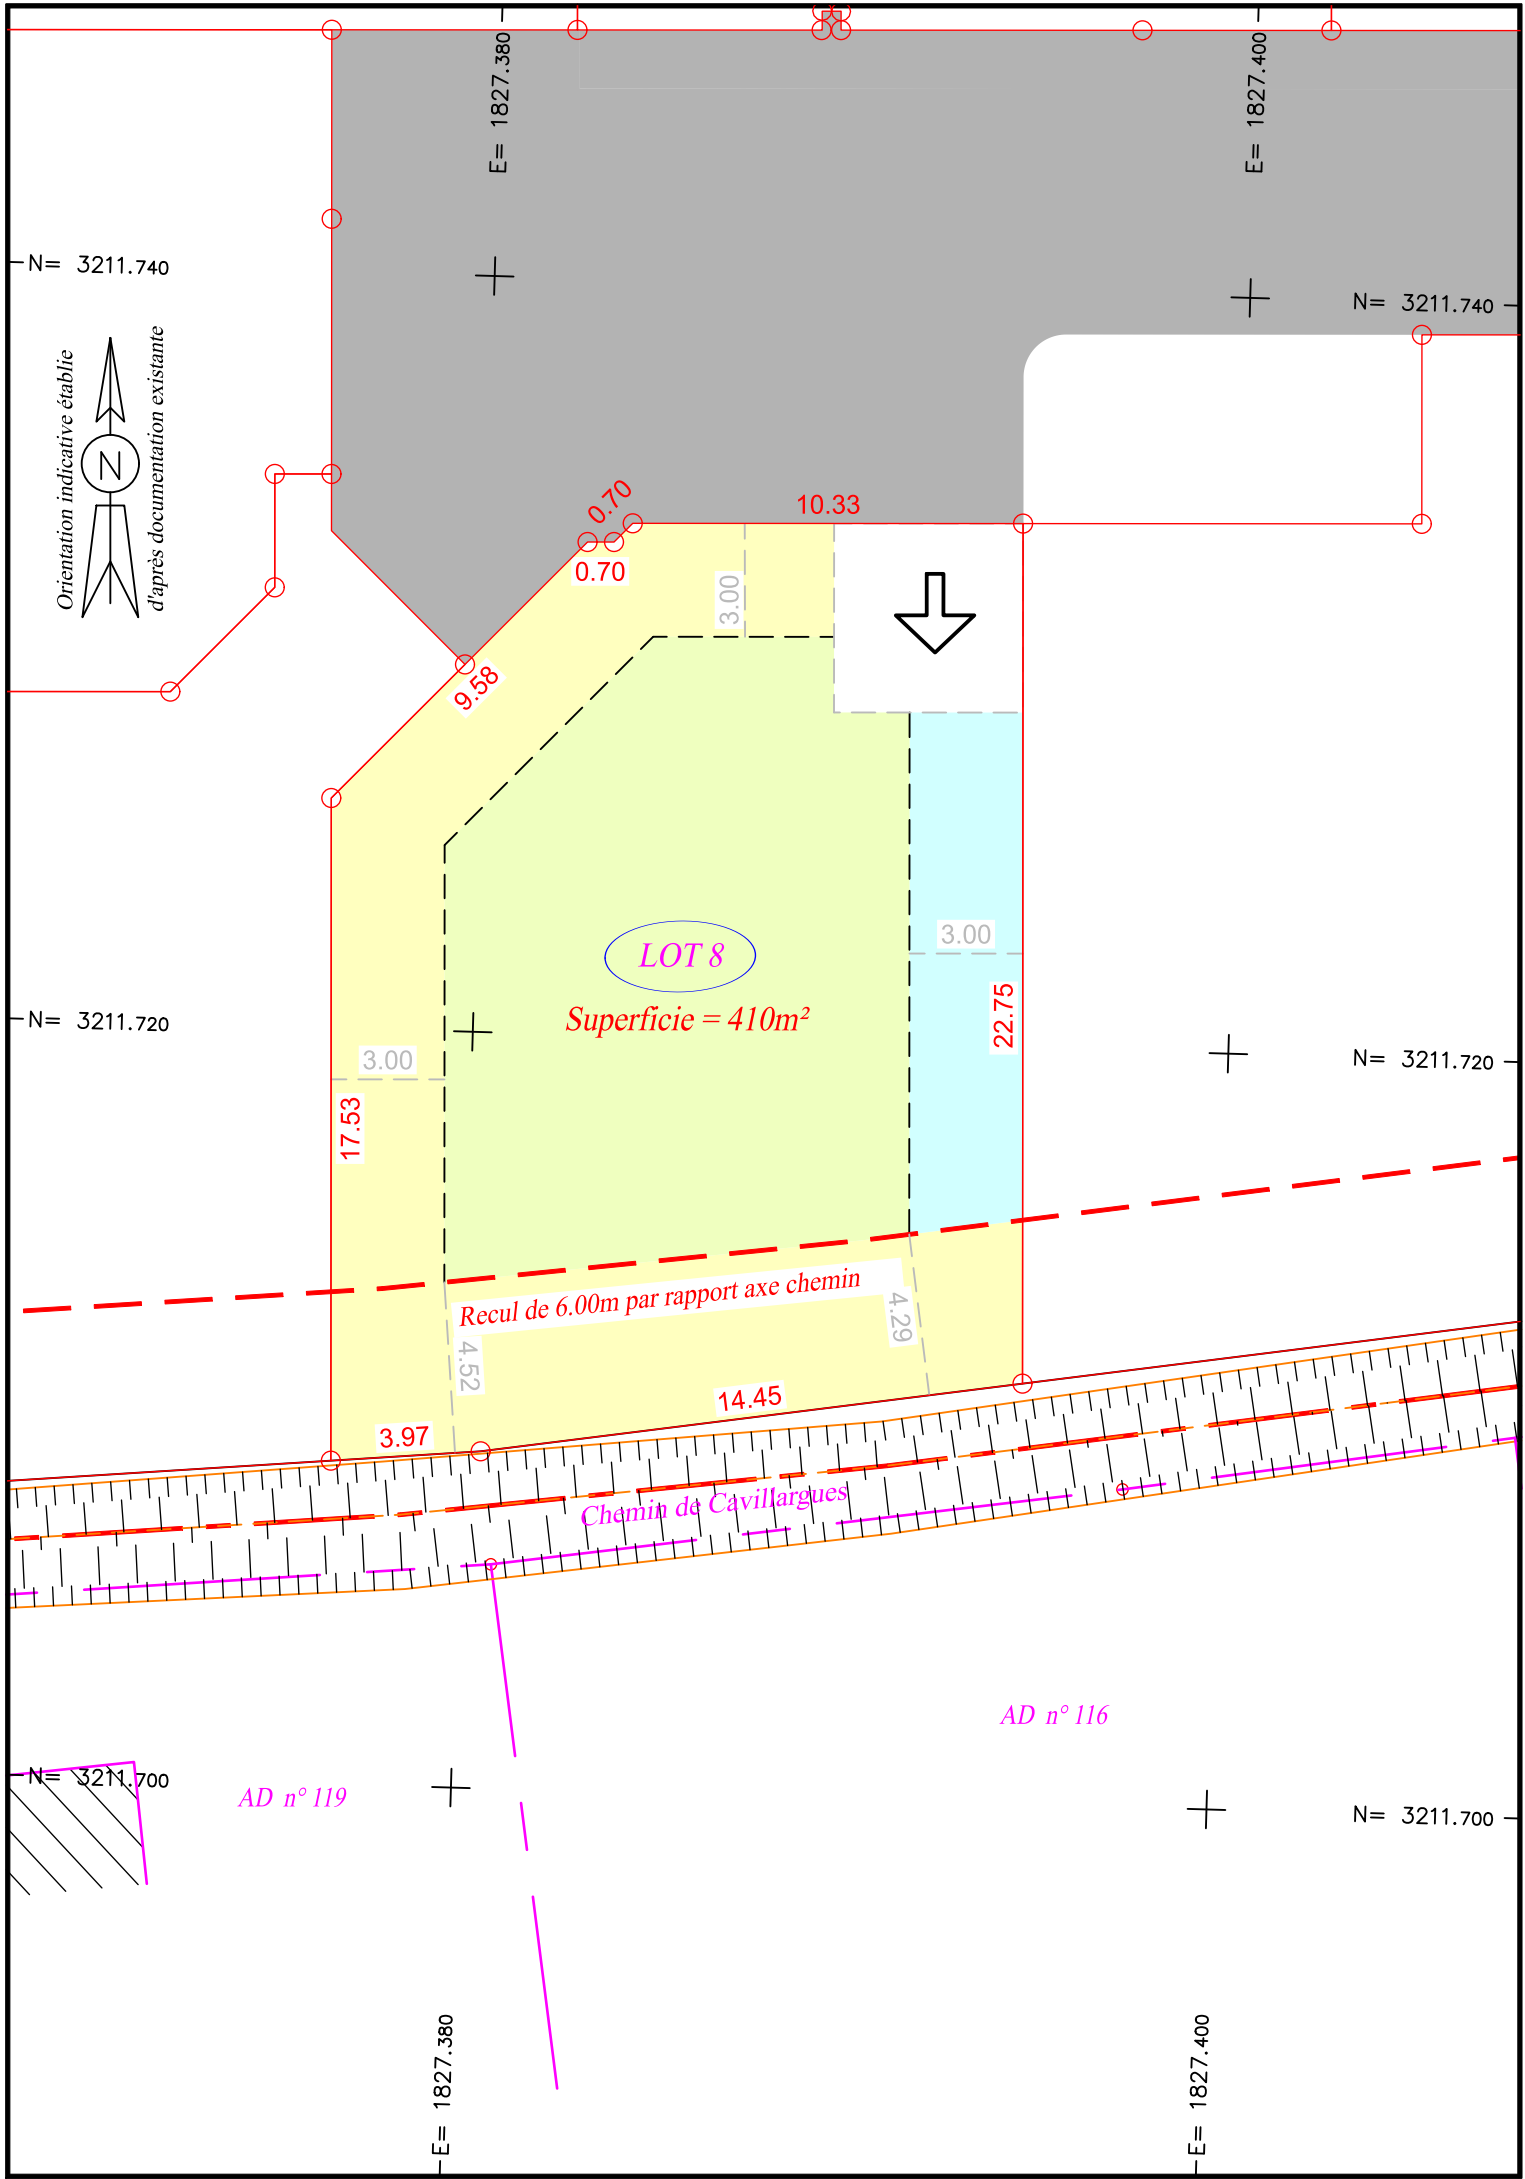 E= 1827.380
E= 1827.400
N= 3211.740
N= 3211.740
Orientation indicative établie
d'après documentation existante
N
0.70
10.33
0.70
3.00
9.58
LOT 8
Superficie = 410m²
3.00
22.75
N= 3211.720
N= 3211.720
3.00
17.53
Recul de 6.00m par rapport axe chemin
4.29
4.52
14.45
3.97
Chemin de Cavillargues
AD n° 116
N= 3211.700
AD n° 119
N= 3211.700
E= 1827.380
E= 1827.400